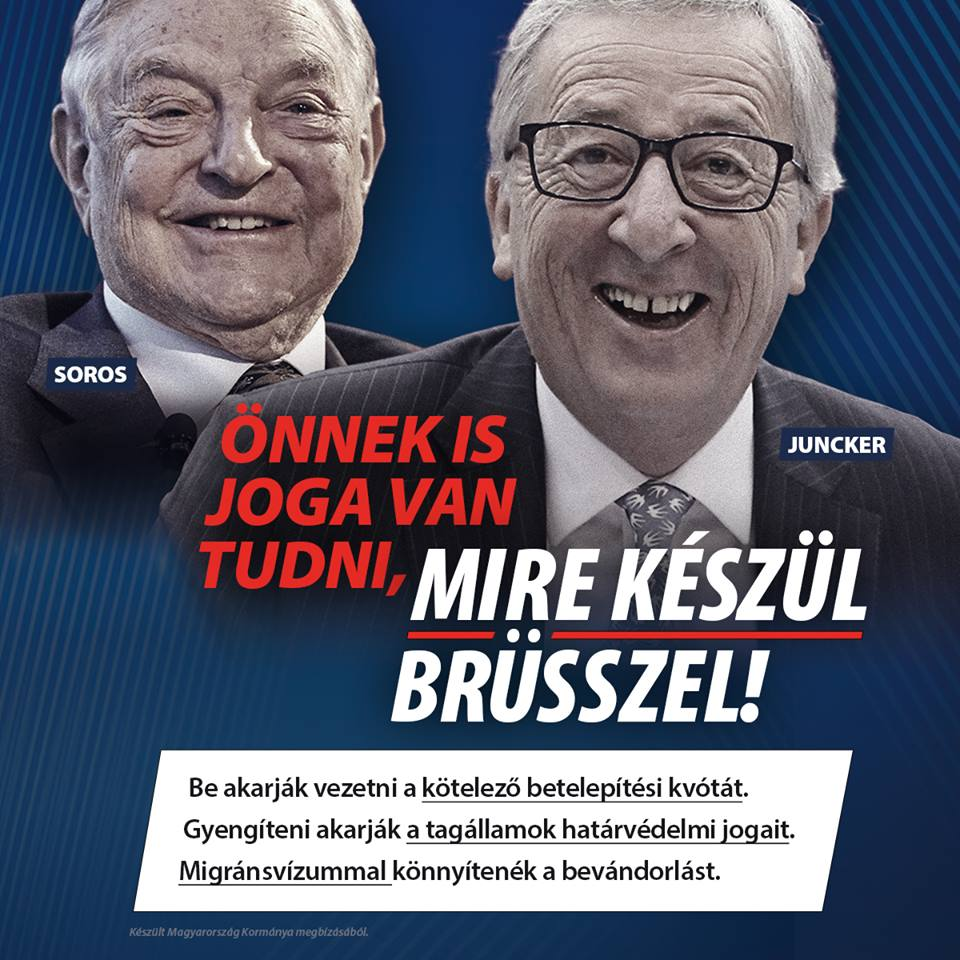 SOROS
JUNCKER
ÖNNEK IS
JOGA VAN
TUDNI,
MIRE KÉSZÜL
BRÜSSZEL!
Be akarják vezetni a kötelező betelepítési kvótát.
Gyengíteni akarják a tagállamok határvédelmi jogait.
Migránsvízummal könnyítenék a bevándorlást.
Készült Magyarország Kormánya megbízásából.